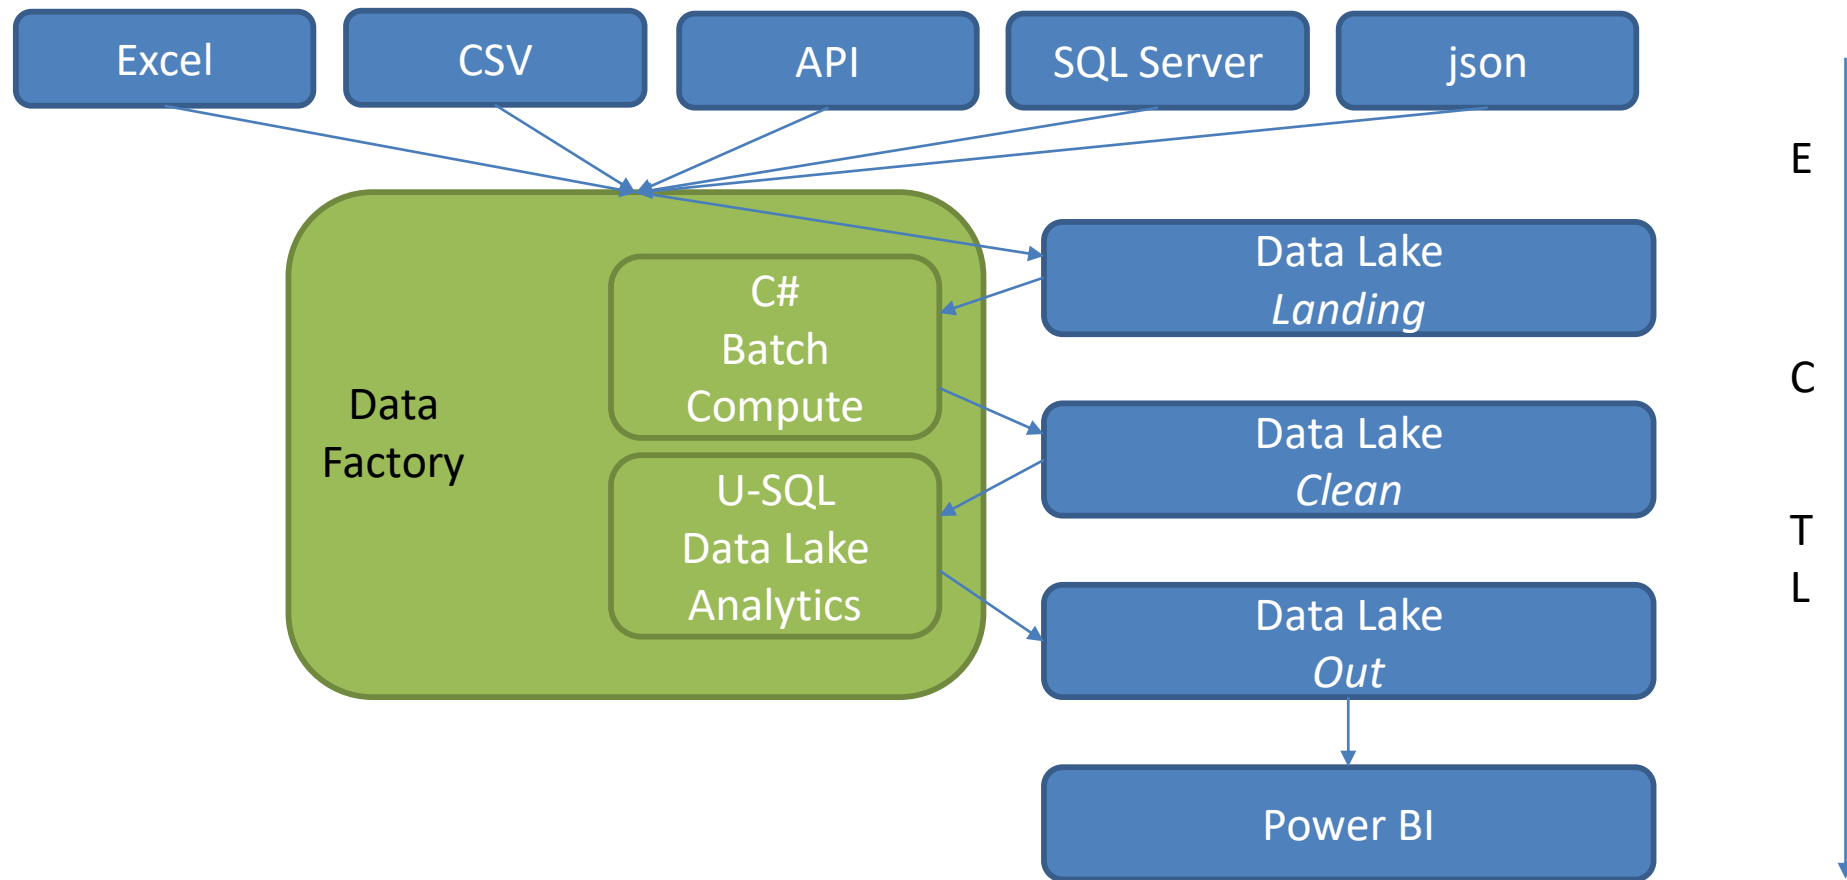 Excel
CSV
API
SQL Server
json
E
Data Lake
Landing
C#
Batch
Compute
Data
Factory
C
Data Lake
Clean
U-SQL
Data Lake
Analytics
T
L
Data Lake
Out
Power BI